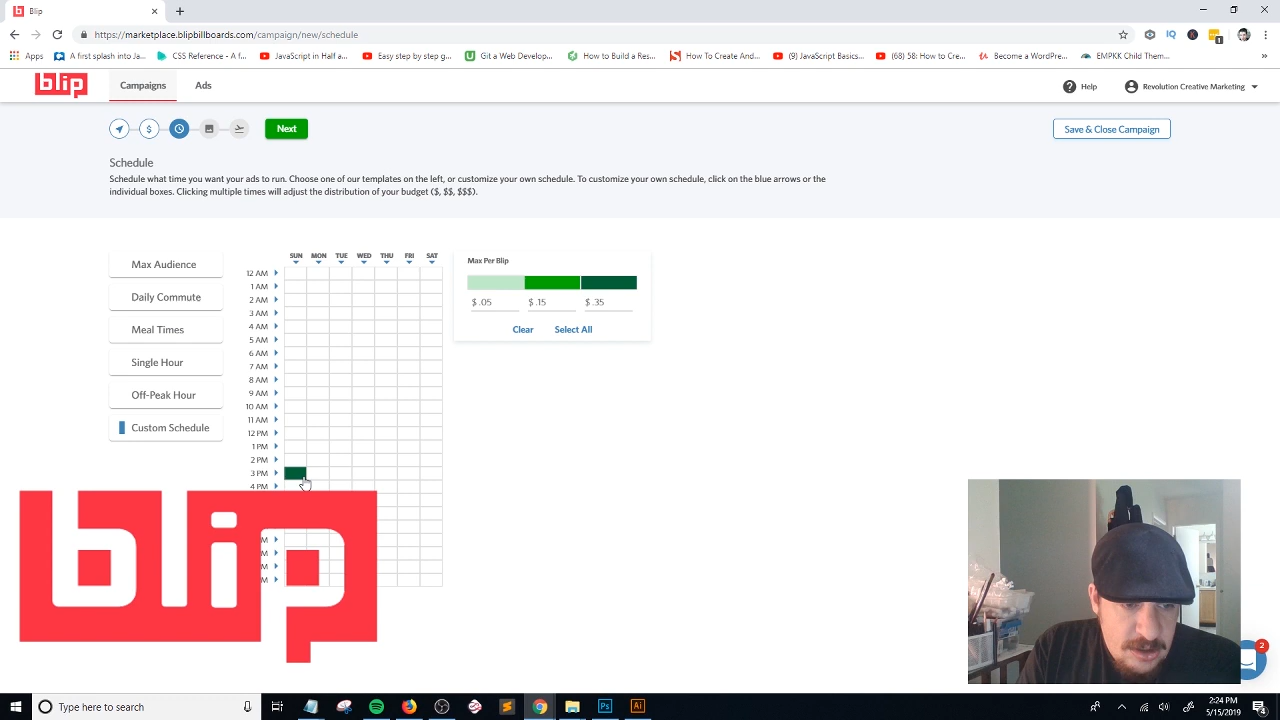 Blip
https://marketplace.blipbillboards.com/campaign/new/schedule
1
Apps
A first splash into Ja...
CSS Reference - A f...
JavaScript in Half a...
Easy step by step g...
Git a Web Develop...
How to Build a Res...
How To Create And...
(9) JavaScript Basics...
(68) 58: How to Cre...
Become a WordPre...
EMPKK Child Them...
blip
Campaigns
Ads
Help
Revolution Creative Marketing
$
Next
Save & Close Campaign
Schedule
Schedule what time you want your ads to run. Choose one of our templates on the left, or customize your own schedule. To customize your own schedule, click on the blue arrows or the
individual boxes. Clicking multiple times will adjust the distribution of your budget ($, $$, $$$).
Max Audience
Daily Commute
Meal Times
Single Hour
Off-Peak Hour
Custom Schedule
SUN MON TUE WED THU FRI SAT
12 AM
1 AM
2 AM
3 AM
4 AM
5 AM
6 AM
7 AM
8 AM
9 AM
10 AM
11 AM
12 PM
1 PM
2 PM
3 PM
4 PM
M
M
M
M
Max Per Blip
$ .05 $ .15 $ .35
Clear Select All
blip
2
Type here to search
Ps
Ai
2:24 PM
5/15/2019
4